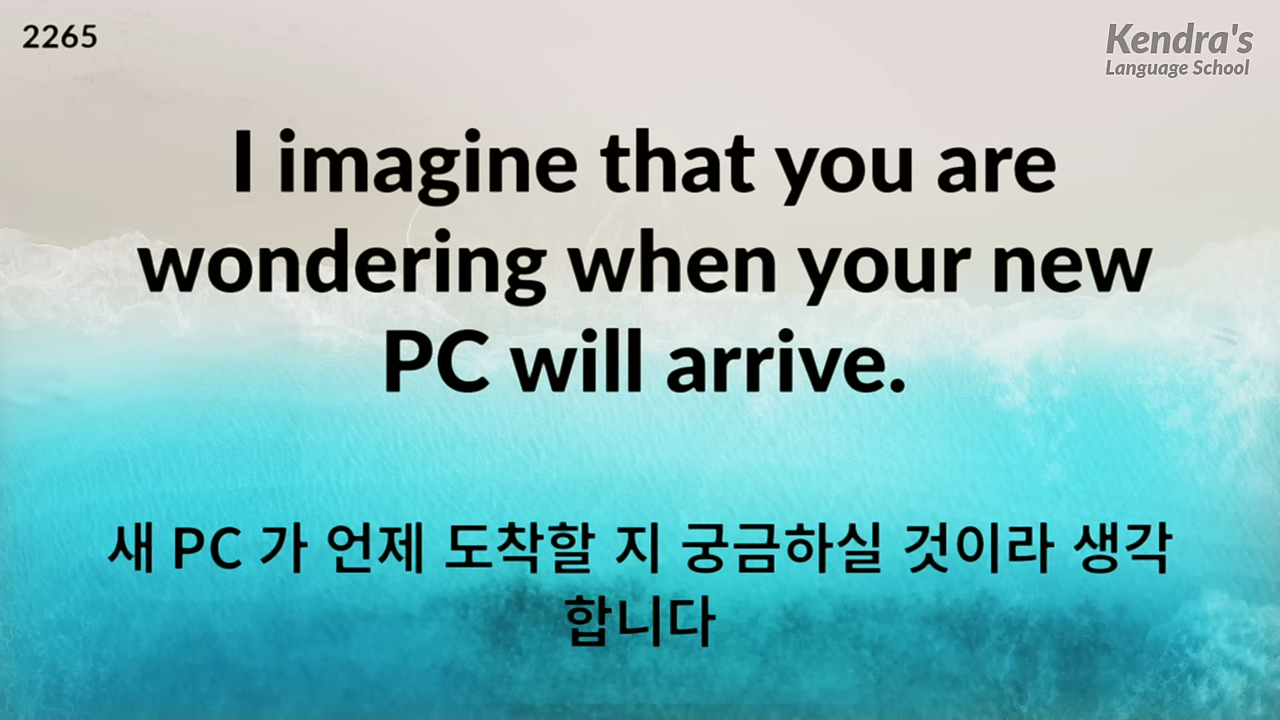 2265
Kendra's
Language School
I imagine that you are
wondering when your new
PC will arrive.
새 PC 가 언제 도착할 지 궁금하실 것이라 생각
합니다